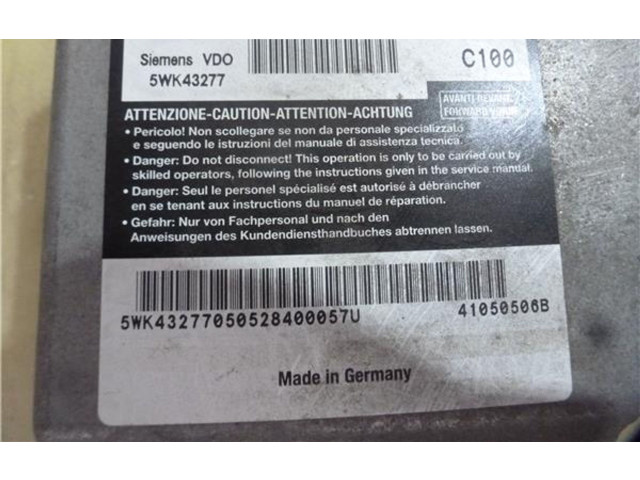 Siemens VDO
5WK43277
C100
ATTENZIONE-CAUTION-ATTENTION-ACHTUNG
AVANTI
FORWARD
• Pericolo! Non scollegare se non da personale specializzato
e seguendo le istruzioni del manuale di assistenza tecnica.
• Danger: Do not disconnect! This operation is only to be carried out by
skilled operators, following the instructions given in the service manual.
• Danger: Seul le personel spécialisé est autorisé à débrancher
en se tenant aux instructions du manuel de réparation.
• Gefahr: Nur von Fachpersonal und nach den
Anweisungen des Kundendiensthandbuches abtrennen lassen.
5WK43277050528400057U
41050506B
Made in Germany